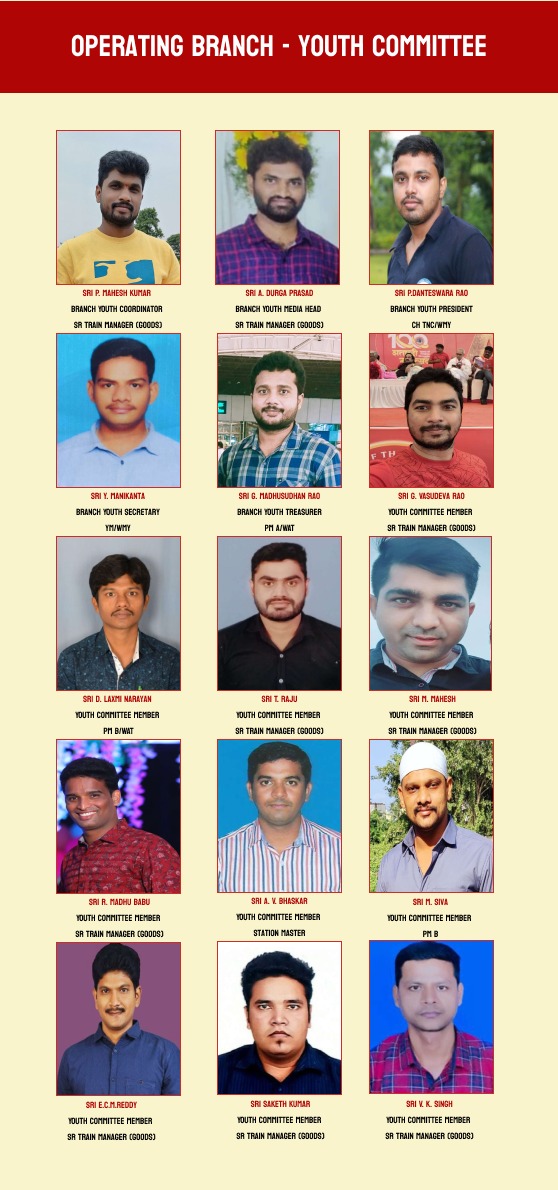 OPERATING BRANCH - YOUTH COMMITTEE
SRI P. MAHESH KUMAR
BRANCH YOUTH COORDINATOR
SR TRAIN MANAGER (GOODS)
SRI A. DURGA PRASAD
BRANCH YOUTH MEDIA HEAD
SR TRAIN MANAGER (GOODS)
SRI P.DANTESWARA RAO
BRANCH YOUTH PRESIDENT
CH TNC/WMY
100
SRI Y. MANIKANTA
BRANCH YOUTH SECRETARY
YM/WMY
SRI G. MADHUSUDHAN RAO
BRANCH YOUTH TREASURER
PM A/WAT
F TH
SRI G. VASUDEVA RAO
YOUTH COMMITTEE MEMBER
SR TRAIN MANAGER (GOODS)
SRI D. LAXMI NARAYAN
YOUTH COMMITTEE MEMBER
PM B/WAT
SRI T. RAJU
YOUTH COMMITTEE MEMBER
SR TRAIN MANAGER (GOODS)
SRI M. MAHESH
YOUTH COMMITTEE MEMBER
SR TRAIN MANAGER (GOODS)
SRI R. MADHU BABU
YOUTH COMMITTEE MEMBER
SR TRAIN MANAGER (GOODS)
SRI A. V. BHASKAR
YOUTH COMMITTEE MEMBER
STATION MASTER
SRI M. SIVA
YOUTH COMMITTEE MEMBER
PM B
SRI E.C.M.REDDY
YOUTH COMMITTEE MEMBER
SR TRAIN MANAGER (GOODS)
SRI SAKETH KUMAR
YOUTH COMMITTEE MEMBER
SR TRAIN MANAGER (GOODS)
SRI V. K. SINGH
YOUTH COMMITTEE MEMBER
SR TRAIN MANAGER (GOODS)